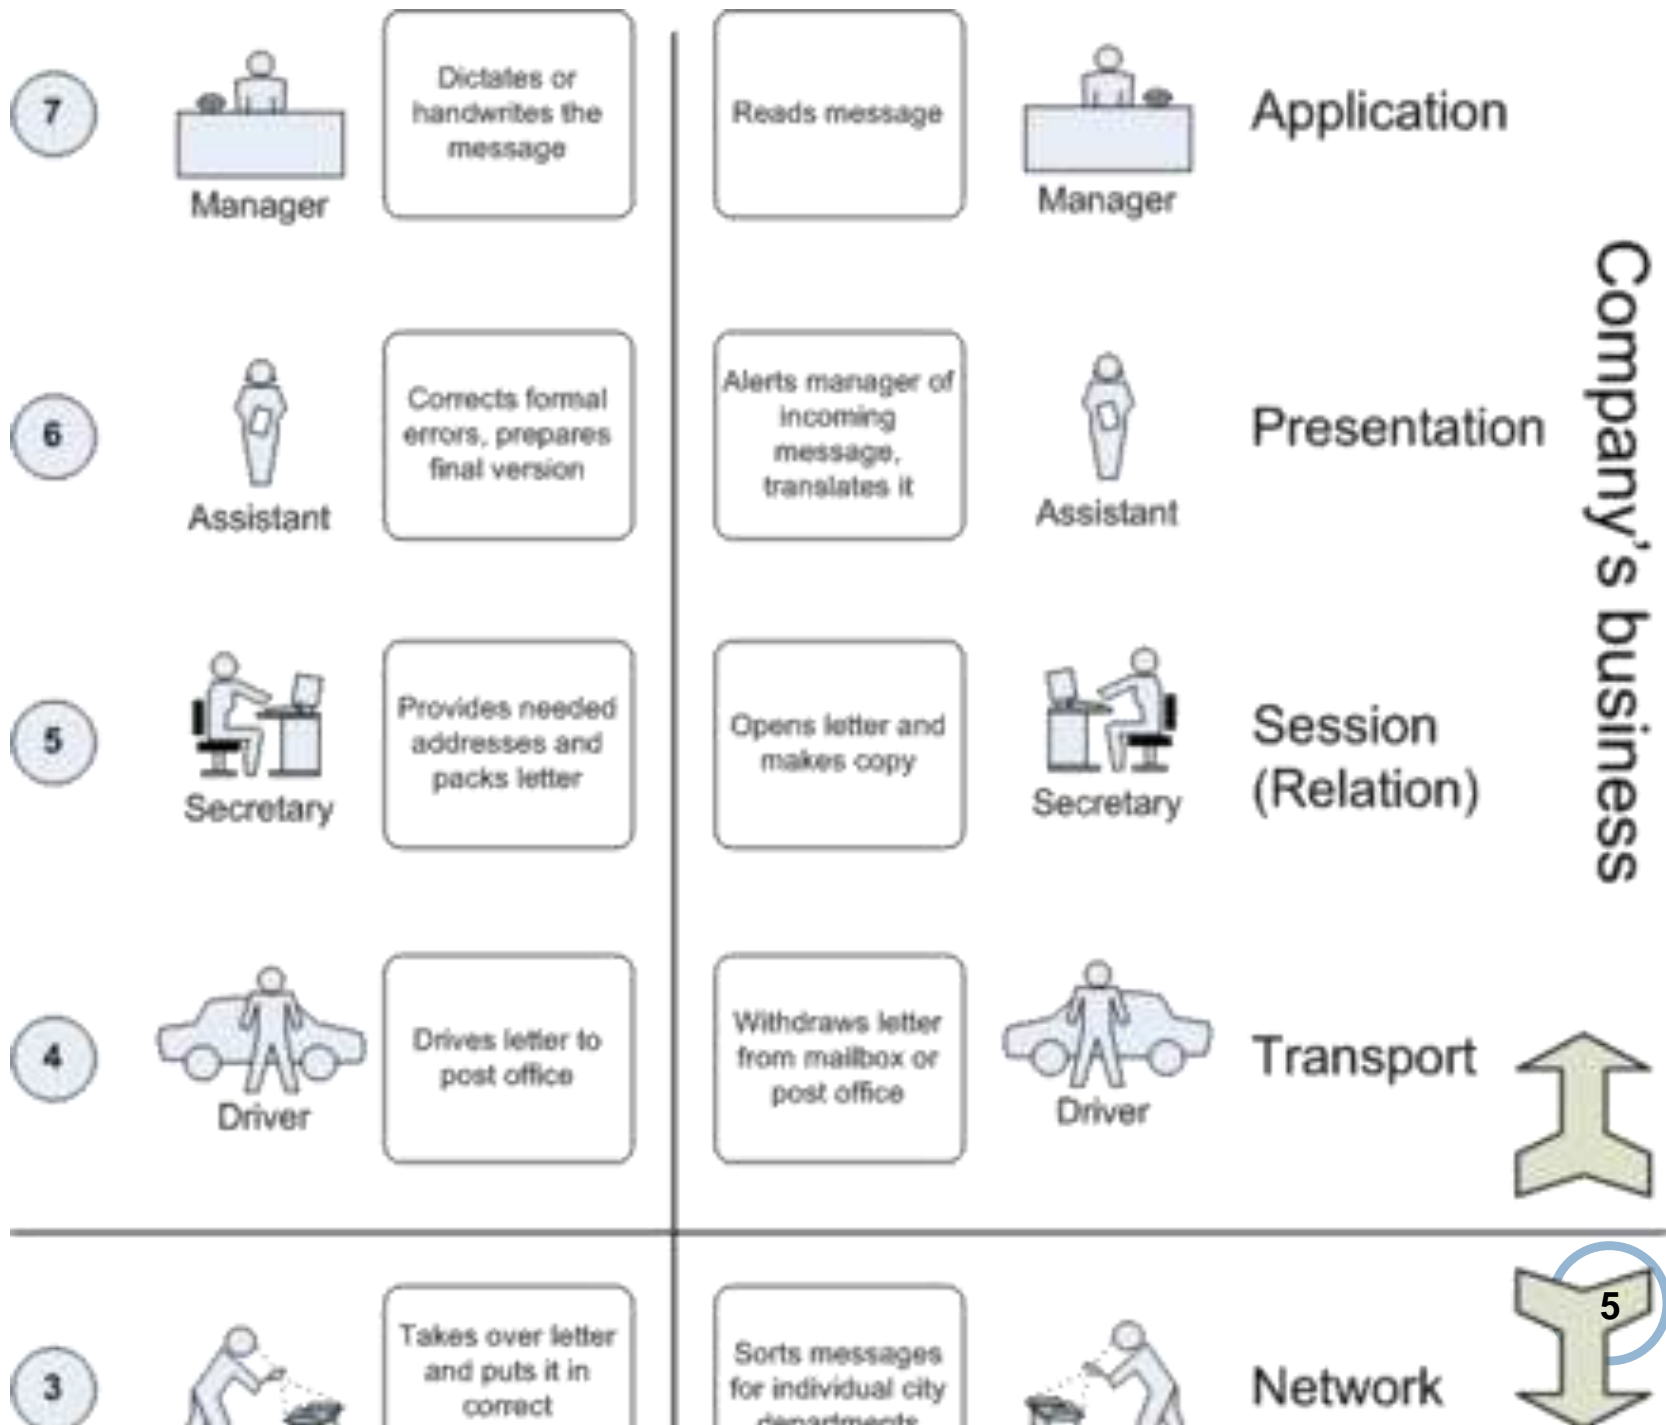 7
Manager
Dictates or
handwrites the
message
Reads message
Manager
Application
6
Assistant
Corrects formal
errors, prepares
final version
Alerts manager of
incoming
message,
translates it
Assistant
Presentation
5
Secretary
Provides needed
addresses and
packs letter
Opens letter and
makes copy
Secretary
Session
(Relation)
4
Driver
Drives letter to
post office
Withdraws letter
from mailbox or
post office
Driver
Transport
Company's business
3
Takes over letter
and puts it in
correct
Sorts messages
for individual city
departments
Network
5